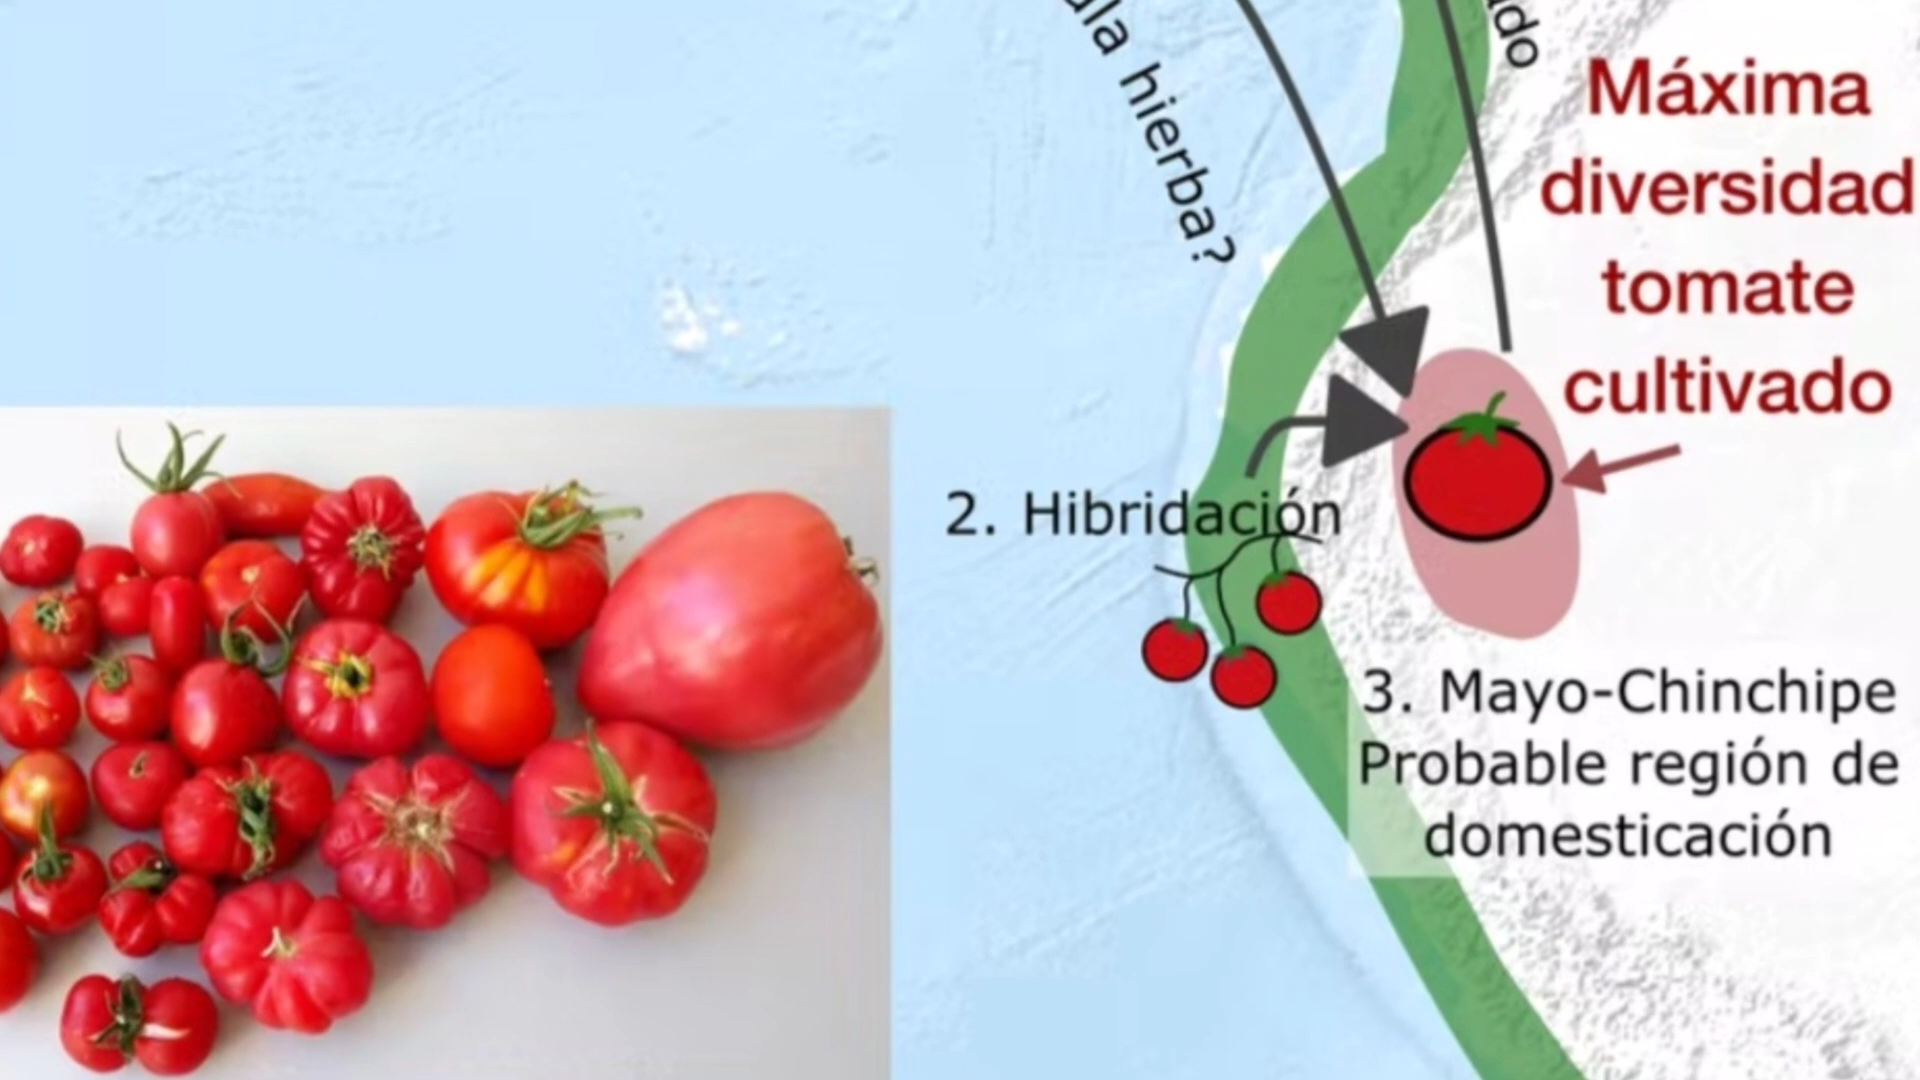 hierba?
Máxima
diversidad
tomate
cultivado
2. Hibridación
3. Mayo-Chinchipe
Probable región de
domesticación